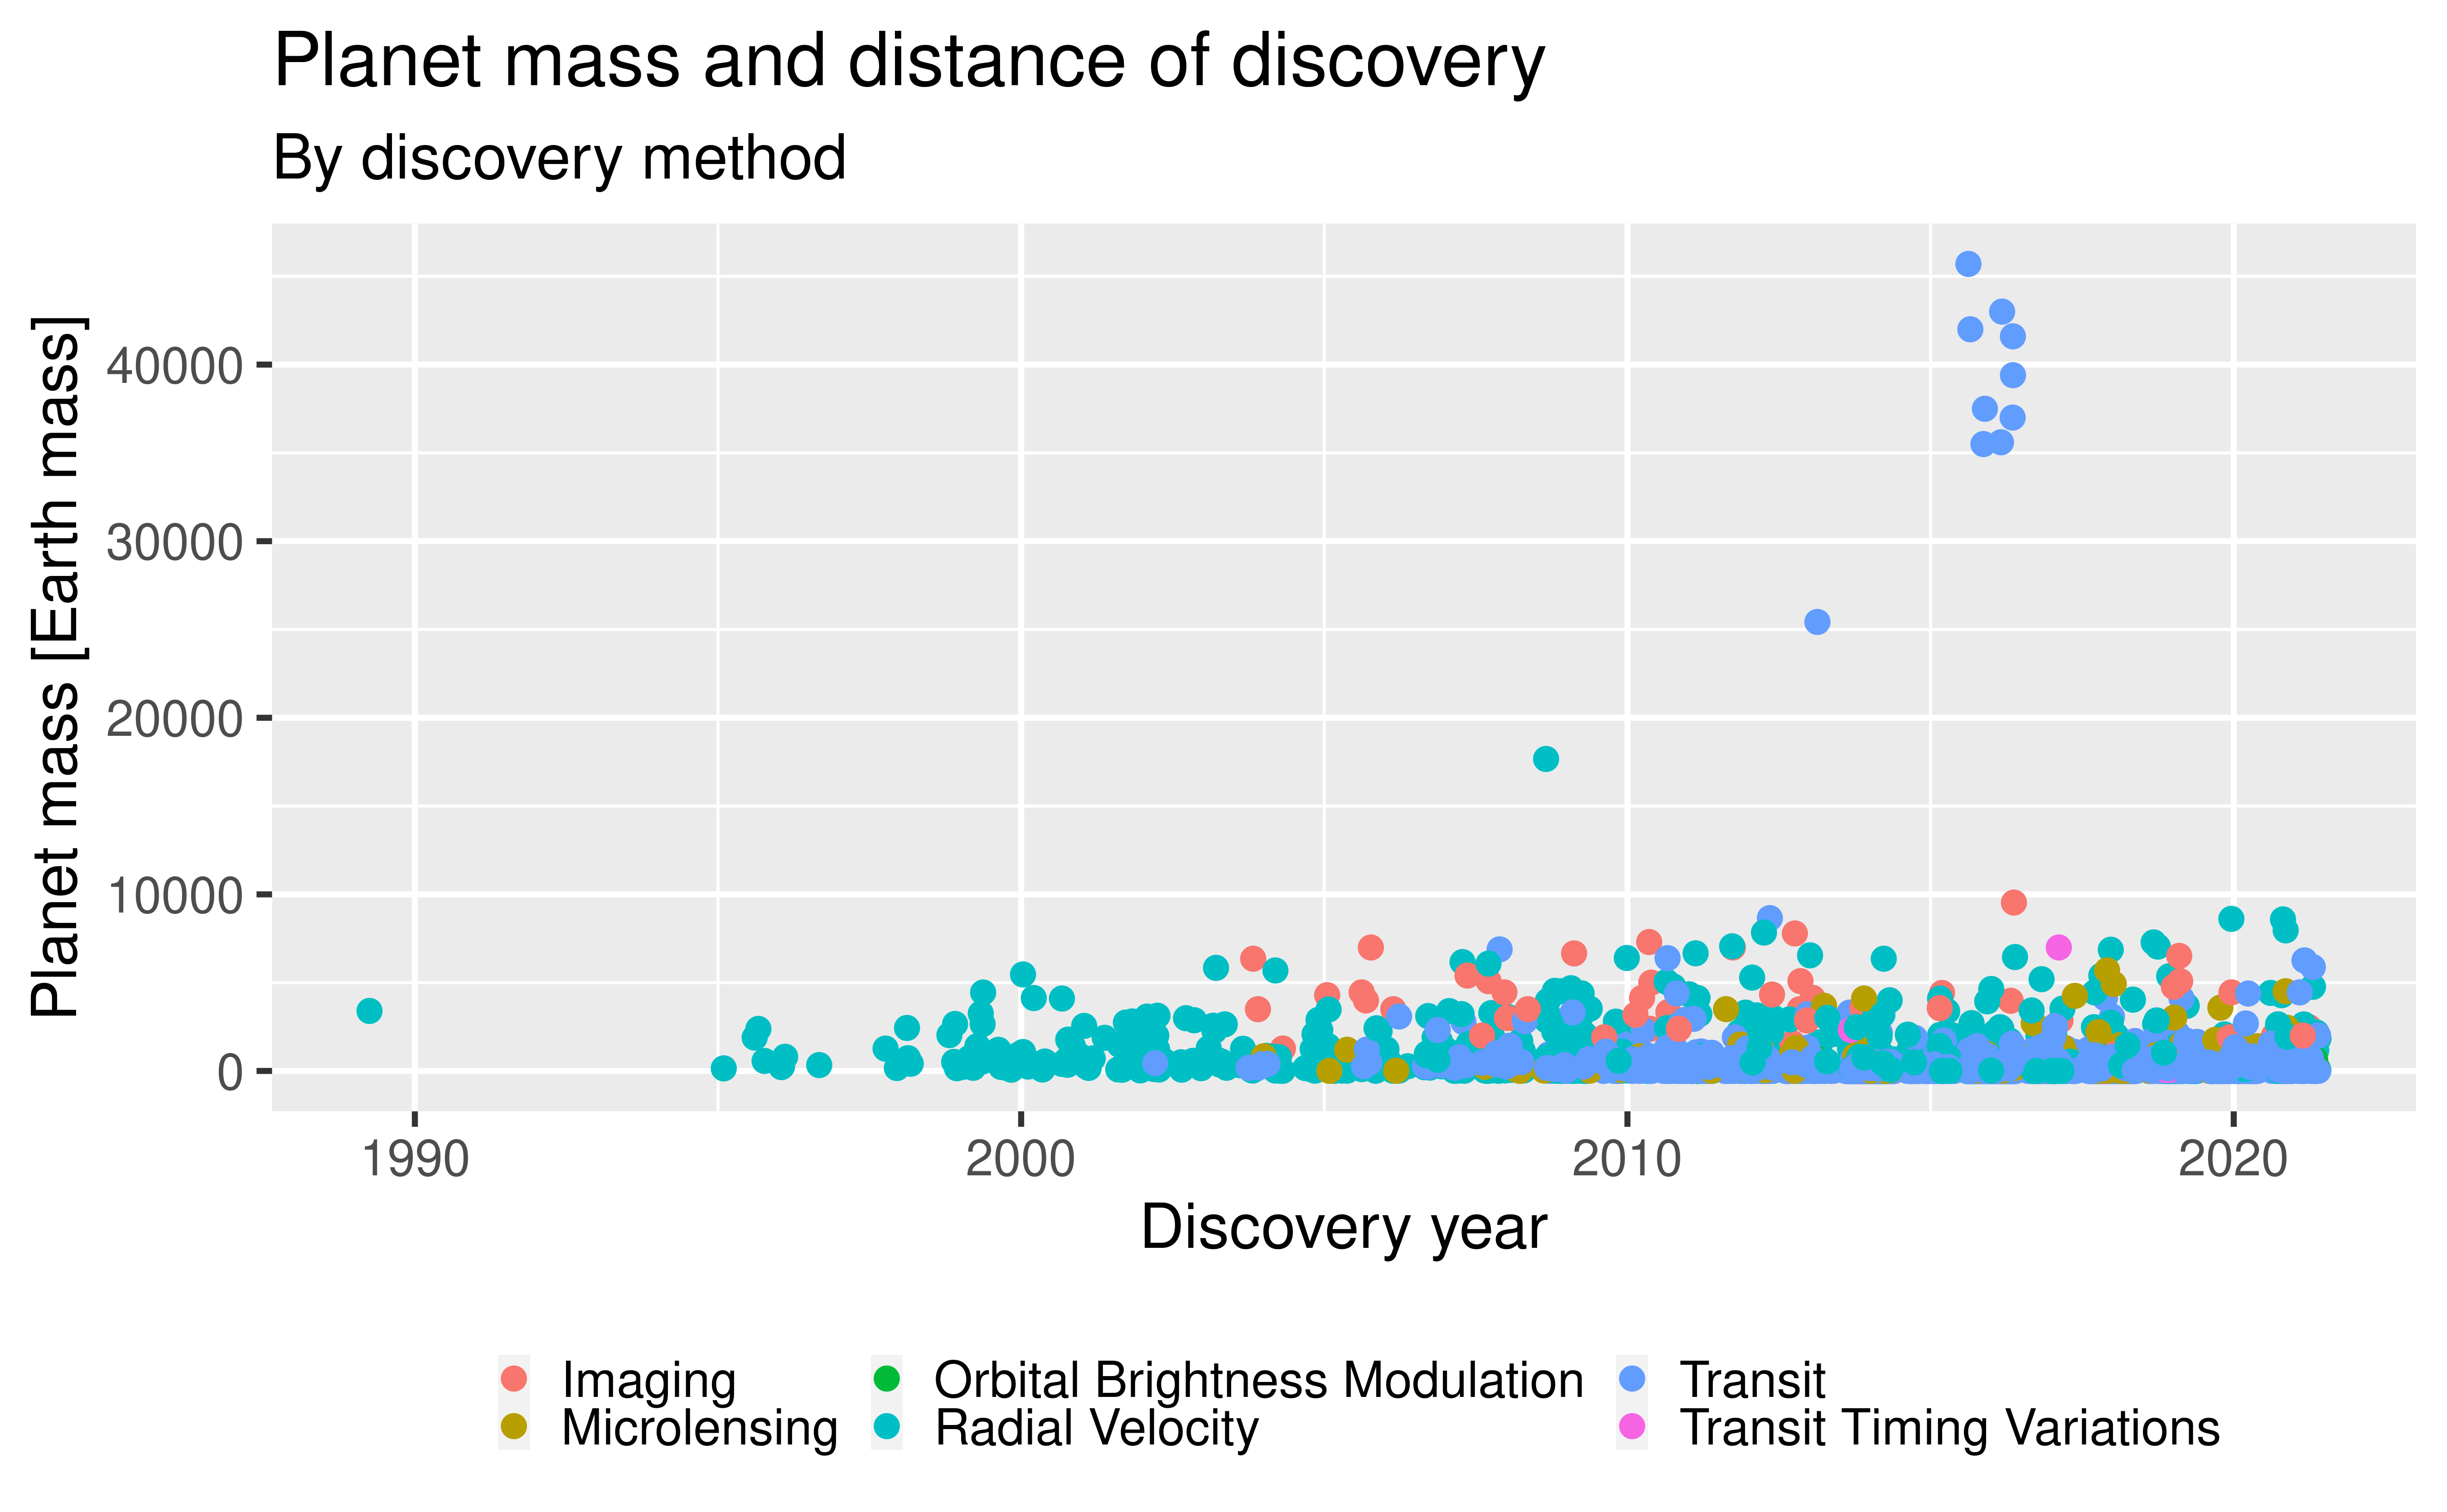 Planet mass and distance of discovery
By discovery method
Planet mass [Earth mass]
40000
30000
20000
10000
0
1990 2000 2010 2020
Discovery year
Imaging Orbital Brightness Modulation Transit
Microlensing Radial Velocity Transit Timing Variations